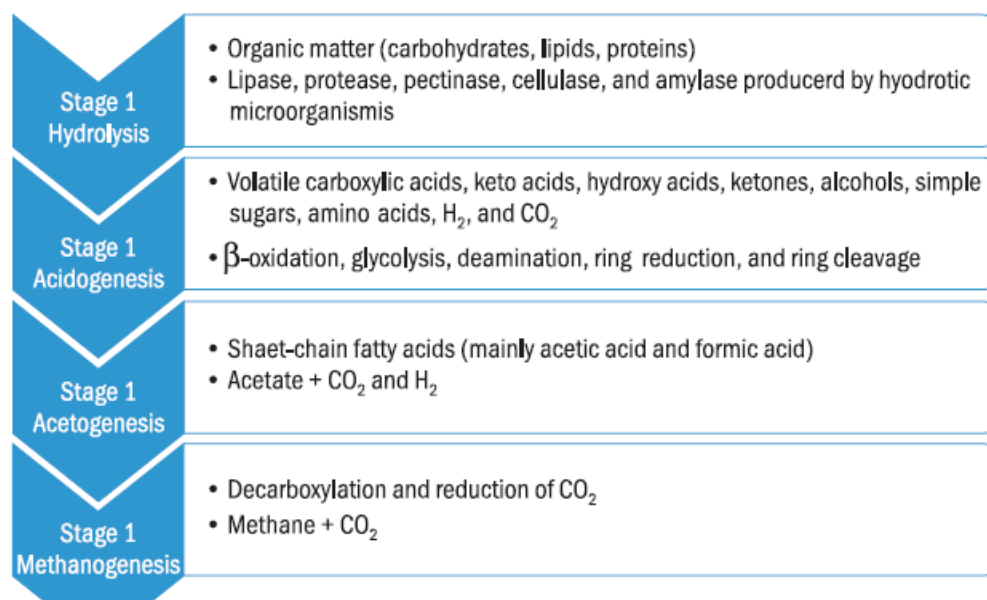 Stage 1
Hydrolysis
• Organic matter (carbohydrates, lipids, proteins)
• Lipase, protease, pectinase, cellulase, and amylase producerd by hyodrotic
microorganismis
Stage 1
Acidogenesis
• Volatile carboxylic acids, keto acids, hydroxy acids, ketones, alcohols, simple
sugars, amino acids, H₂, and CO₂
• β-oxidation, glycolysis, deamination, ring reduction, and ring cleavage
Stage 1
Acetogenesis
• Shaet-chain fatty acids (mainly acetic acid and formic acid)
• Acetate + CO₂ and H₂
Stage 1
Methanogenesis
• Decarboxylation and reduction of CO₂
• Methane + CO₂